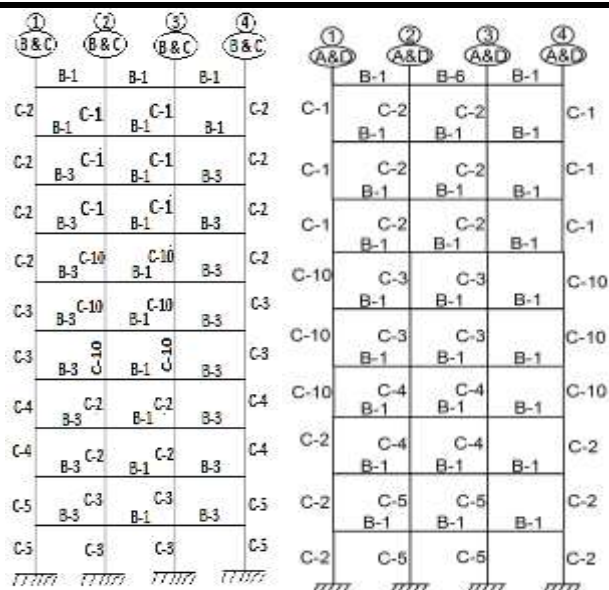 1 2 3 4
B&C B&C B&C B&C
B-1 B-1 B-1
C-2 C-1 C-1 C-2
B-1 B-1 B-1
C-2 C-1 C-1 C-2
B-3 B-1 B-3
C-2 C-1 C-1 C-2
B-3 B-1 B-3
C-2 C-10 C-10 C-2
B-3 B-1 B-3
C-3 C-10 C-10 C-3
B-3 B-1 B-3
C-3 C-10 C-10 C-3
B-3 B-1 B-3
C-4 C-2 C-2 C-4
B-3 B-1 B-3
C-4 C-2 C-2 C-4
B-3 B-1 B-3
C-5 C-3 C-3 C-5
B-3 B-1 B-3
C-5 C-3 C-3 C-5
1 2 3 4
A&D A&D A&D A&D
B-1 B-6 B-1
C-1 C-2 C-2 C-1
B-1 B-1 B-1
C-1 C-2 C-2 C-1
B-1 B-1 B-1
C-1 C-2 C-2 C-1
B-1 B-1 B-1
C-10 C-3 C-3 C-10
B-1 B-1 B-1
C-10 C-3 C-3 C-10
B-1 B-1 B-1
C-10 C-4 C-4 C-10
B-1 B-1 B-1
C-2 C-4 C-4 C-2
B-1 B-1 B-1
C-2 C-5 C-5 C-2
B-1 B-1 B-1
C-2 C-5 C-5 C-2